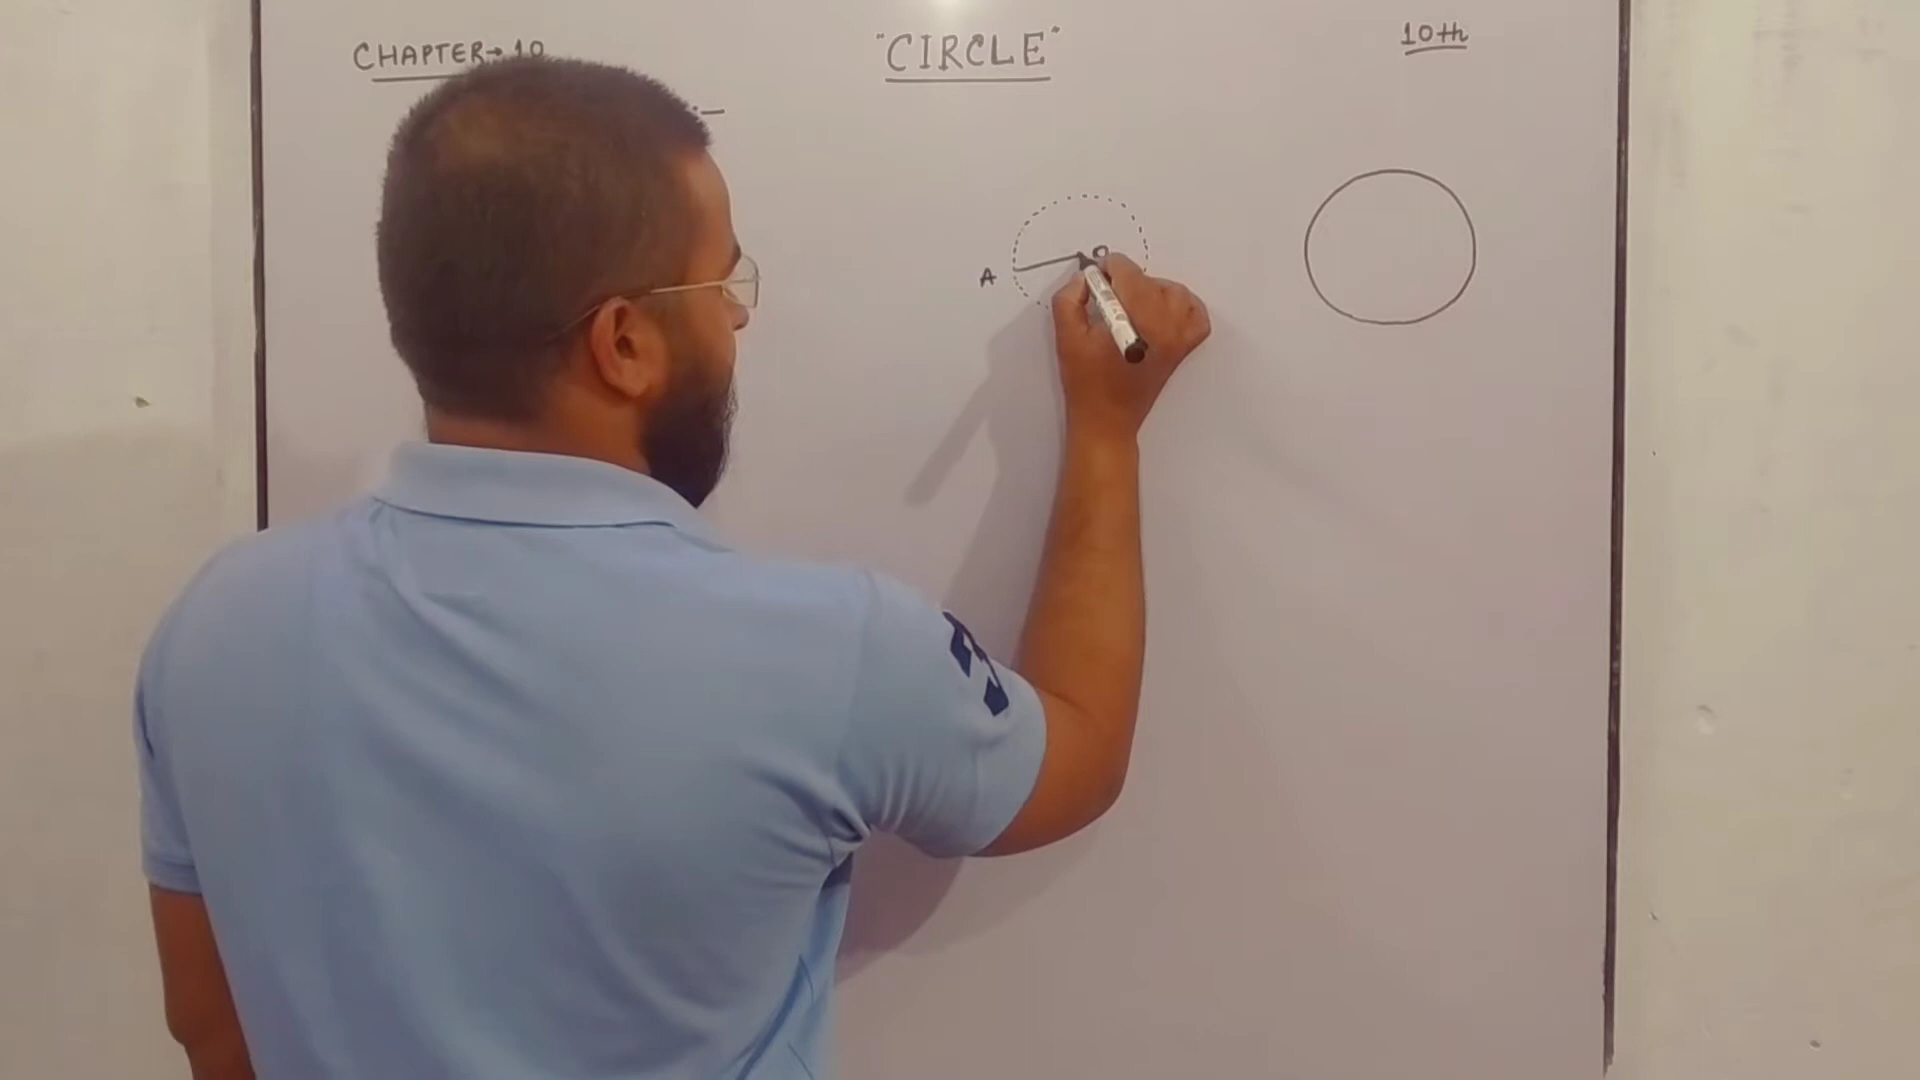 CHAPTER→10
"CIRCLE"
10th
A
O